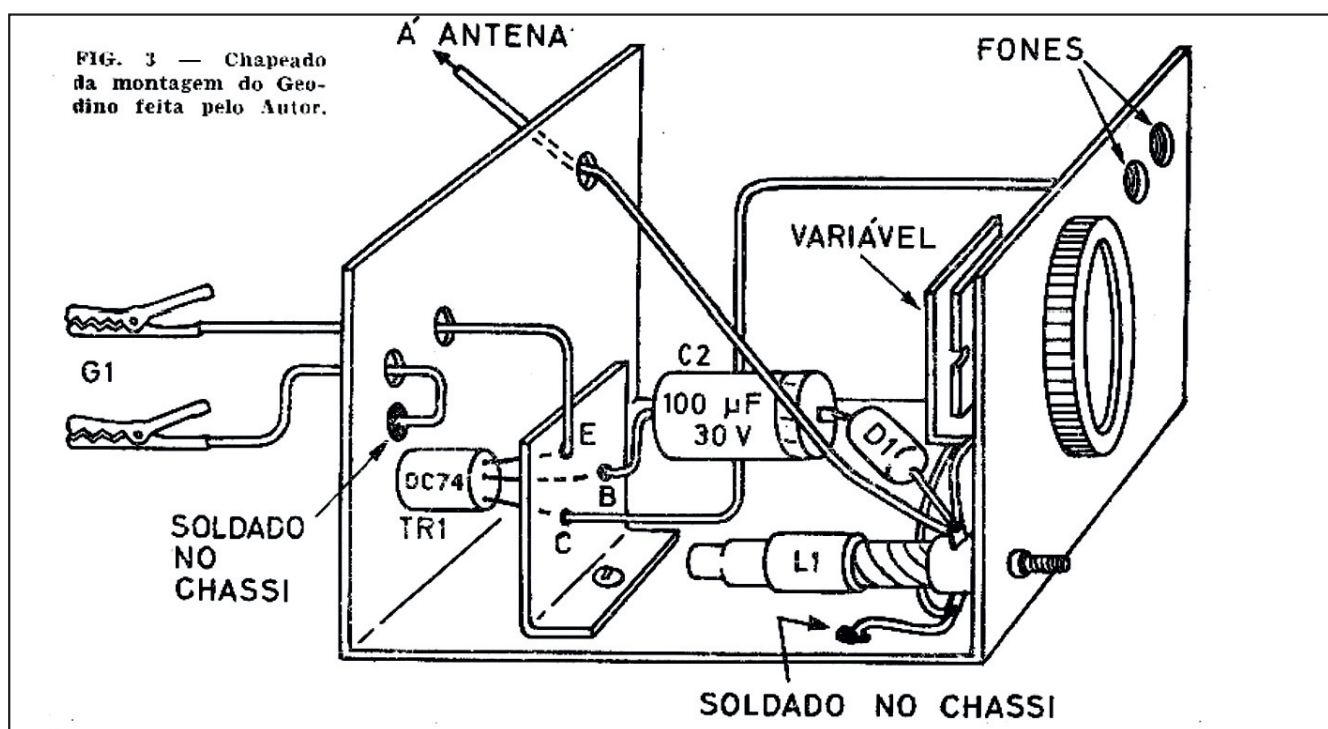 FIG. 3 — Chapeado
da montagem do Geo-
dino feita pelo Autor.
À ANTENA
FONES
VARIÁVEL
G1
C2
100 µF
30 V
D1
E
B
C
OC74
TR1
L1
SOLDADO
NO
CHASSI
SOLDADO NO CHASSI